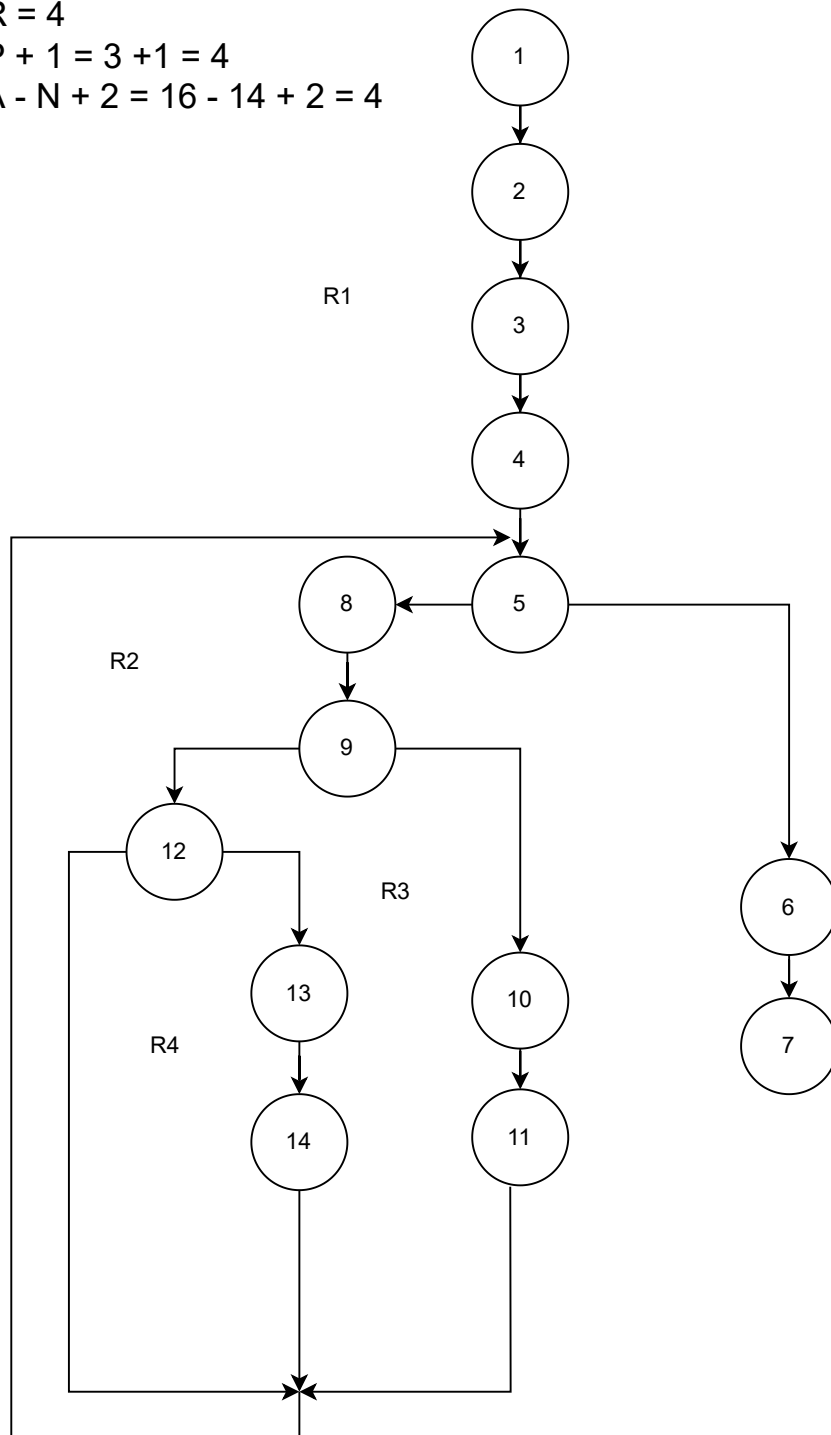 R = 4
P + 1 = 3 +1 = 4
A - N + 2 = 16 - 14 + 2 = 4
1
2
R1
3
4
8
5
R2
9
12
R3
6
13
10
R4
7
14
11